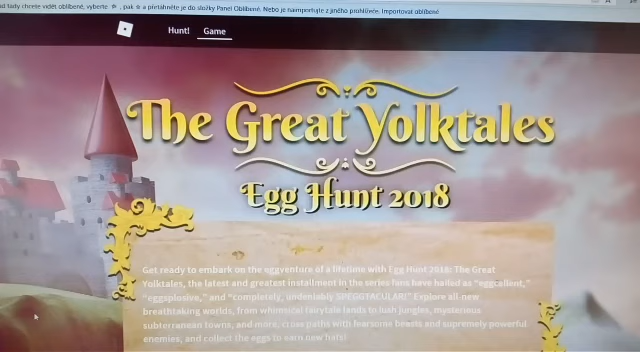 tady chcete vidět oblíbené, vyberte ☆, pak ☆ a přetáhněte je do složky Panel Oblíbené. Nebo je naimportujte z jiného prohlížeče. Importovat oblíbené
Hunt! Game
The Great Yolktales
Egg Hunt 2018
Get ready to embark on the eggventure of a lifetime with Egg Hunt 2018: The Great
Yolktales, the latest and greatest installment in the series fans have hailed as "eggcellent,"
"eggsplosive," and "completely, undeniably SPEGGTACULAR!" Explore all-new
breathtaking worlds, from whimsical fairytale lands to lush jungles, mysterious
subterranean towns, and more, cross paths with fearsome beasts and supremely powerful
enemies, and collect the eggs to earn new hats!